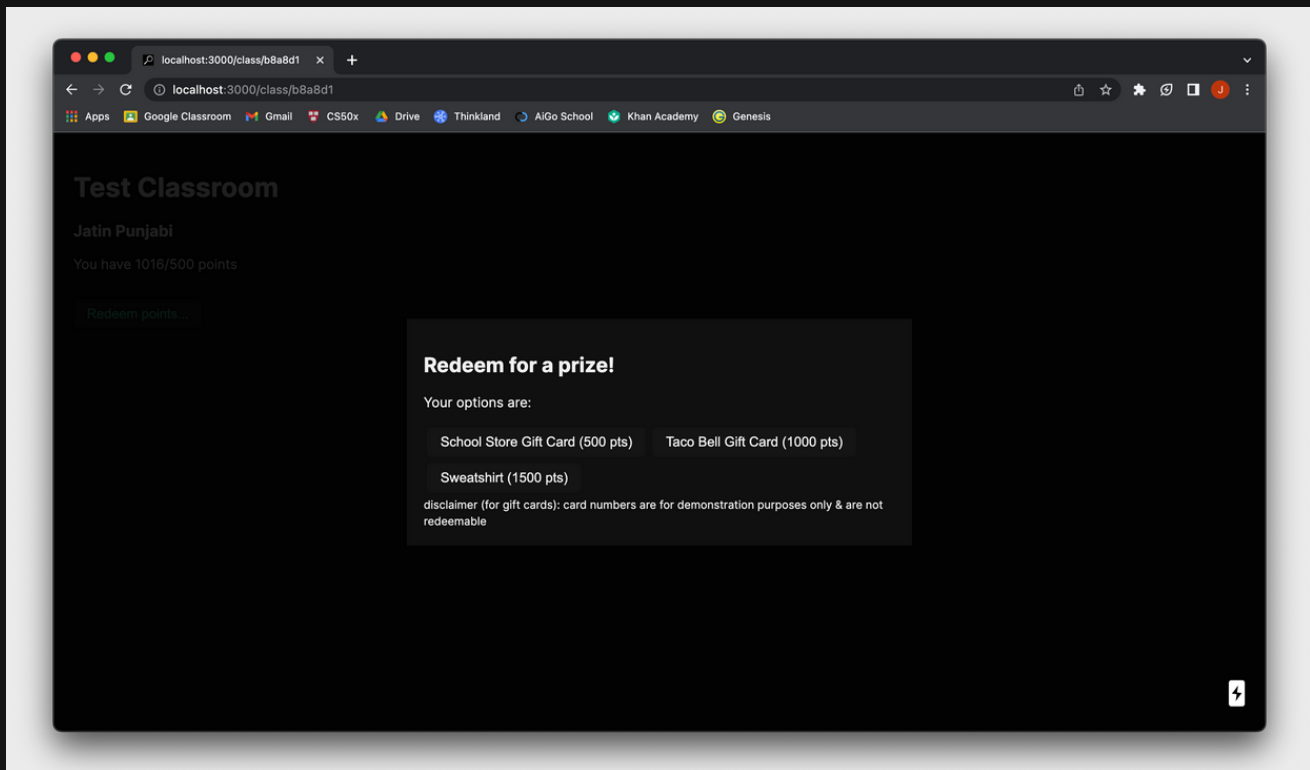 localhost:3000/class/b8a8d1
localhost:3000/class/b8a8d1
Apps Google Classroom Gmail CS50x Drive Thinkland AiGo School Khan Academy Genesis
Test Classroom
Jatin Punjabi
You have 1016/500 points
Redeem points...
Redeem for a prize!
Your options are:
School Store Gift Card (500 pts) Taco Bell Gift Card (1000 pts)
Sweatshirt (1500 pts)
disclaimer (for gift cards): card numbers are for demonstration purposes only & are not
redeemable
J